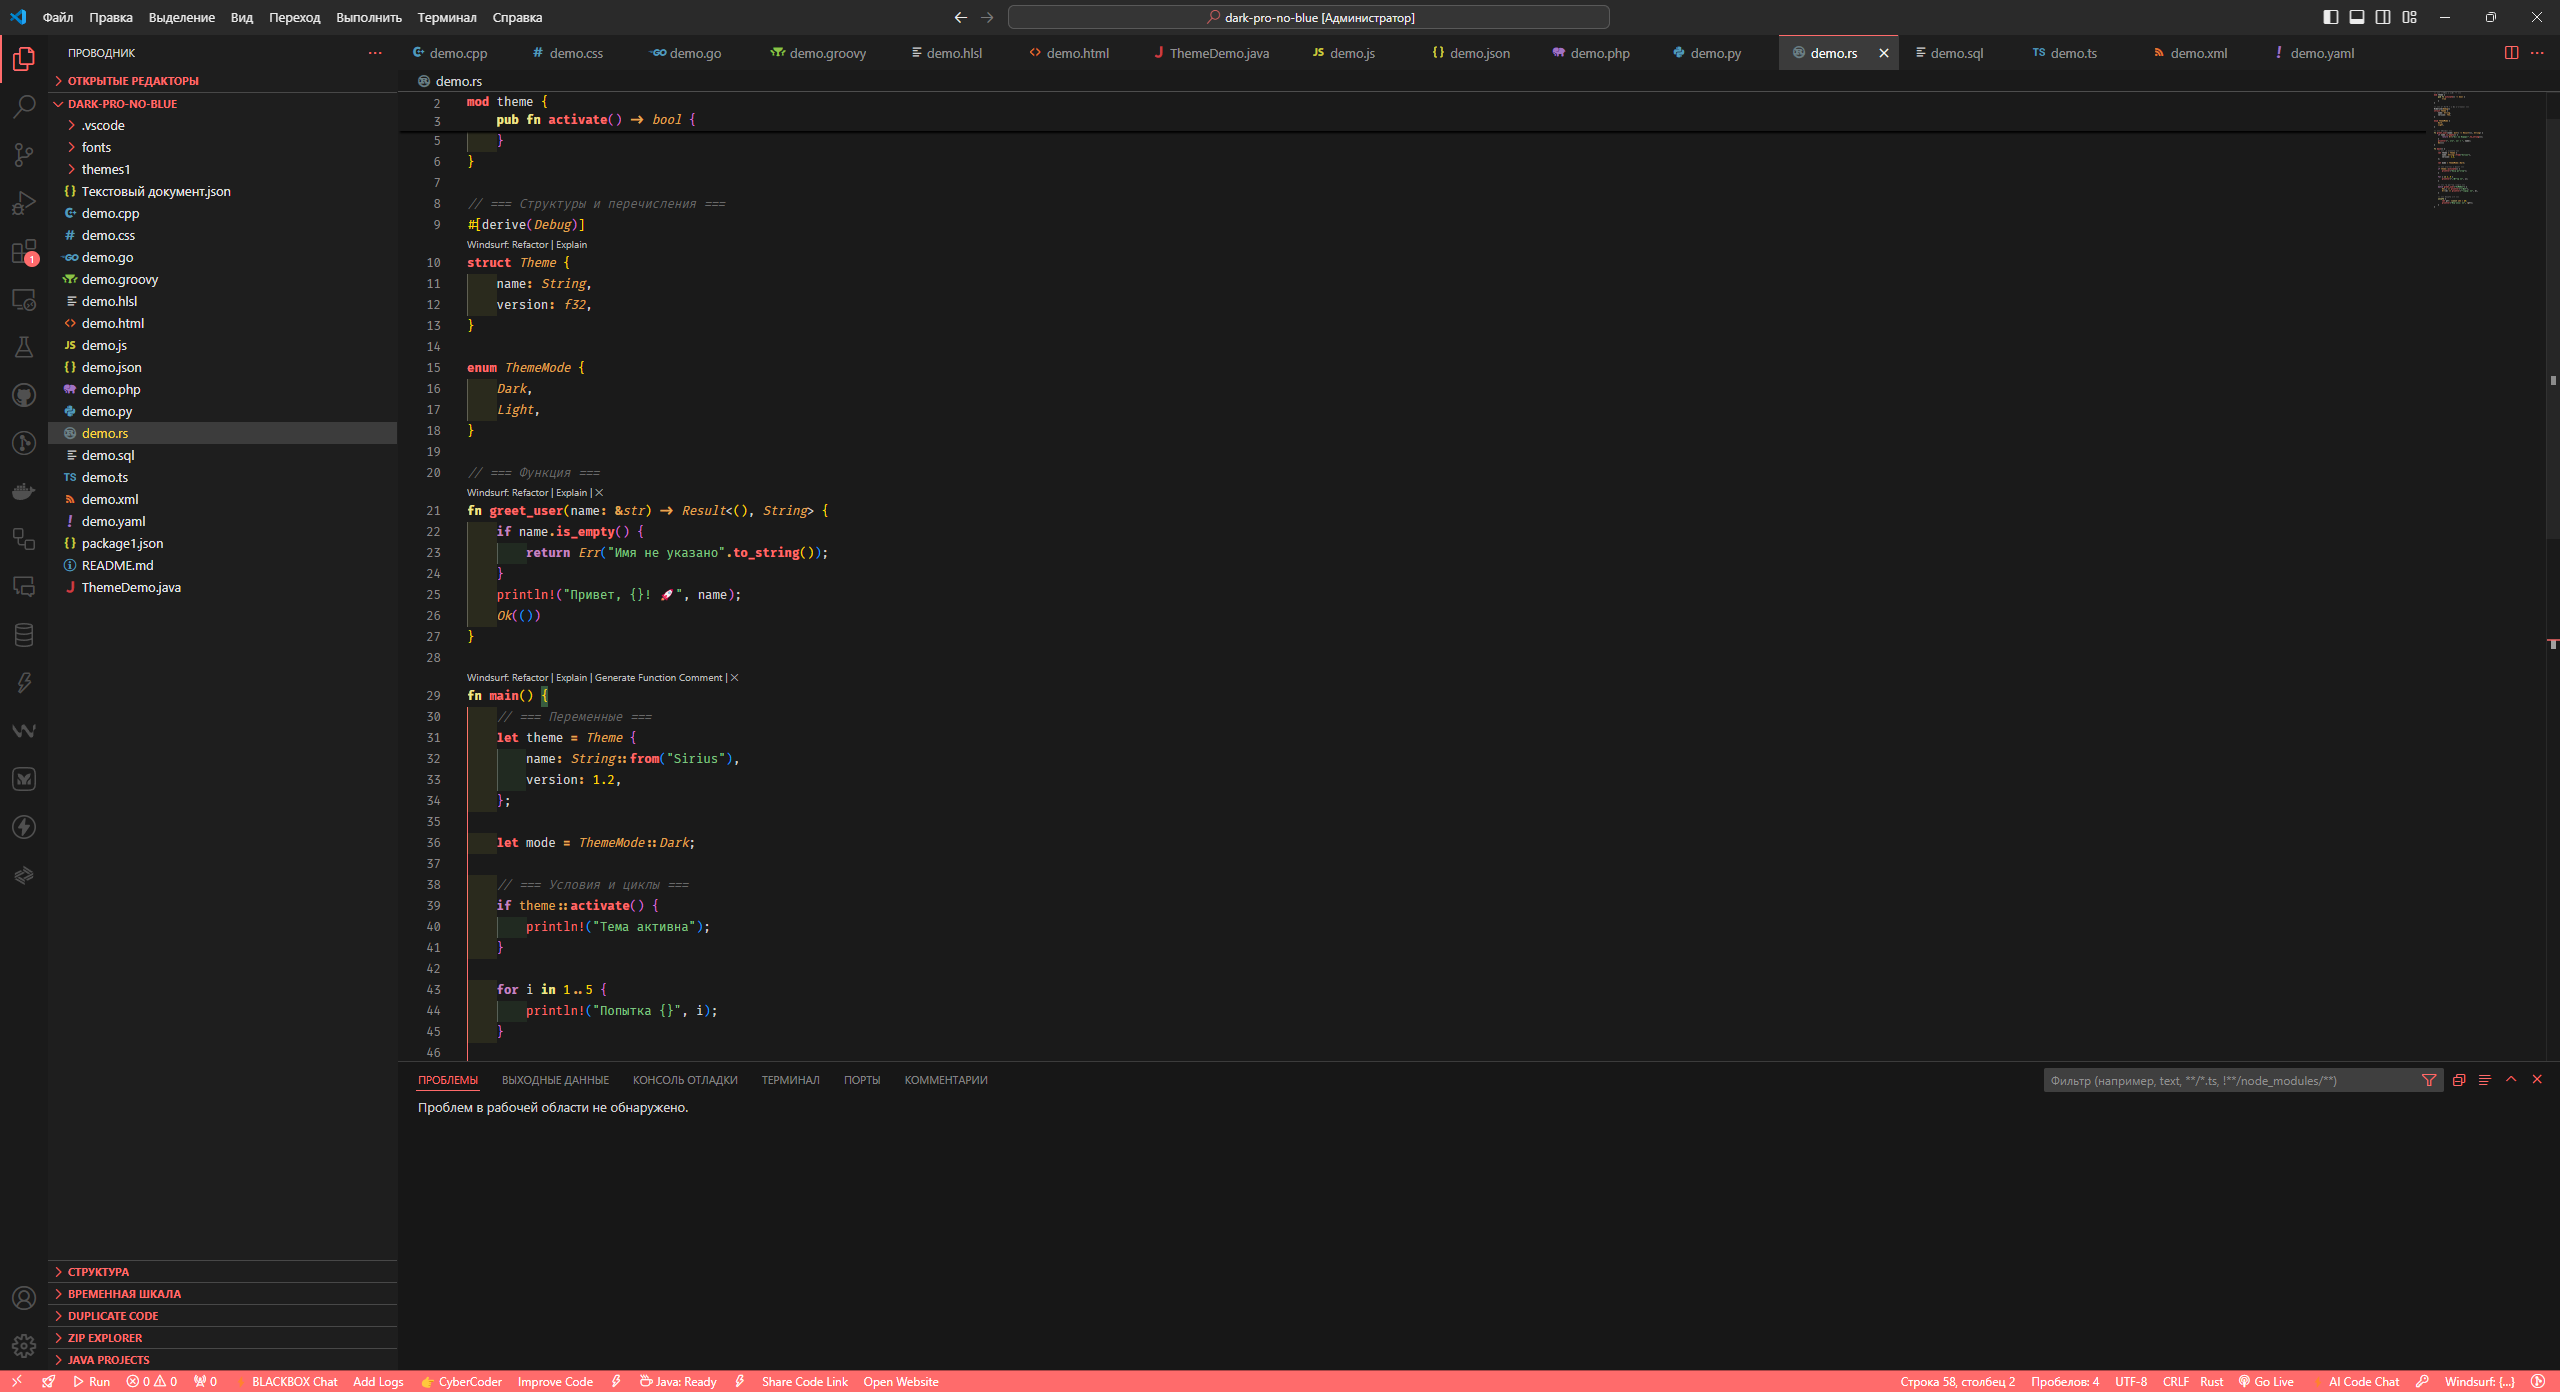 Файл Правка Выделение Вид Переход Выполнить Терминал Справка
dark-pro-no-blue [Администратор]
ПРОВОДНИК
ОТКРЫТЫЕ РЕДАКТОРЫ
DARK-PRO-NO-BLUE
.vscode
fonts
themes1
{} Текстовый документ.json
demo.cpp
# demo.css
GO demo.go
demo.groovy
demo.hlsl
<> demo.html
JS demo.js
{} demo.json
demo.php
demo.py
demo.rs
demo.sql
TS demo.ts
demo.xml
! demo.yaml
{} package1.json
README.md
J ThemeDemo.java
СТРУКТУРА
ВРЕМЕННАЯ ШКАЛА
DUPLICATE CODE
ZIP EXPLORER
JAVA PROJECTS
1
demo.cpp # demo.css GO demo.go demo.groovy demo.hlsl <> demo.html J ThemeDemo.java JS demo.js {} demo.json demo.php demo.py demo.rs demo.sql TS demo.ts demo.xml ! demo.yaml
demo.rs
2 mod theme {
3 pub fn activate() -> bool {
5 }
6 }
7
8 // === Структуры и перечисления ===
9 #[derive(Debug)]
Windsurf: Refactor | Explain
10 struct Theme {
11 name: String,
12 version: f32,
13 }
14
15 enum ThemeMode {
16 Dark,
17 Light,
18 }
19
20 // === Функция ===
Windsurf: Refactor | Explain | X
21 fn greet_user(name: &str) -> Result<(), String> {
22 if name.is_empty() {
23 return Err("Имя не указано".to_string());
24 }
25 println!("Привет, {}! 🚀", name);
26 Ok(())
27 }
28
Windsurf: Refactor | Explain | Generate Function Comment | X
29 fn main() {
30 // === Переменные ===
31 let theme = Theme {
32 name: String::from("Sirius"),
33 version: 1.2,
34 };
35
36 let mode = ThemeMode::Dark;
37
38 // === Условия и циклы ===
39 if theme::activate() {
40 println!("Тема активна");
41 }
42
43 for i in 1..5 {
44 println!("Попытка {}", i);
45 }
46
ПРОБЛЕМЫ ВЫХОДНЫЕ ДАННЫЕ КОНСОЛЬ ОТЛАДКИ ТЕРМИНАЛ ПОРТЫ КОММЕНТАРИИ
Фильтр (например, text, **/*.ts, !**/node_modules/**)
Проблем в рабочей области не обнаружено.
Run 0 0 0 BLACKBOX Chat Add Logs 👉 CyberCoder Improve Code Java: Ready Share Code Link Open Website
Строка 58, столбец 2 Пробелов: 4 UTF-8 CRLF Rust Go Live AI Code Chat Windsurf: {...}